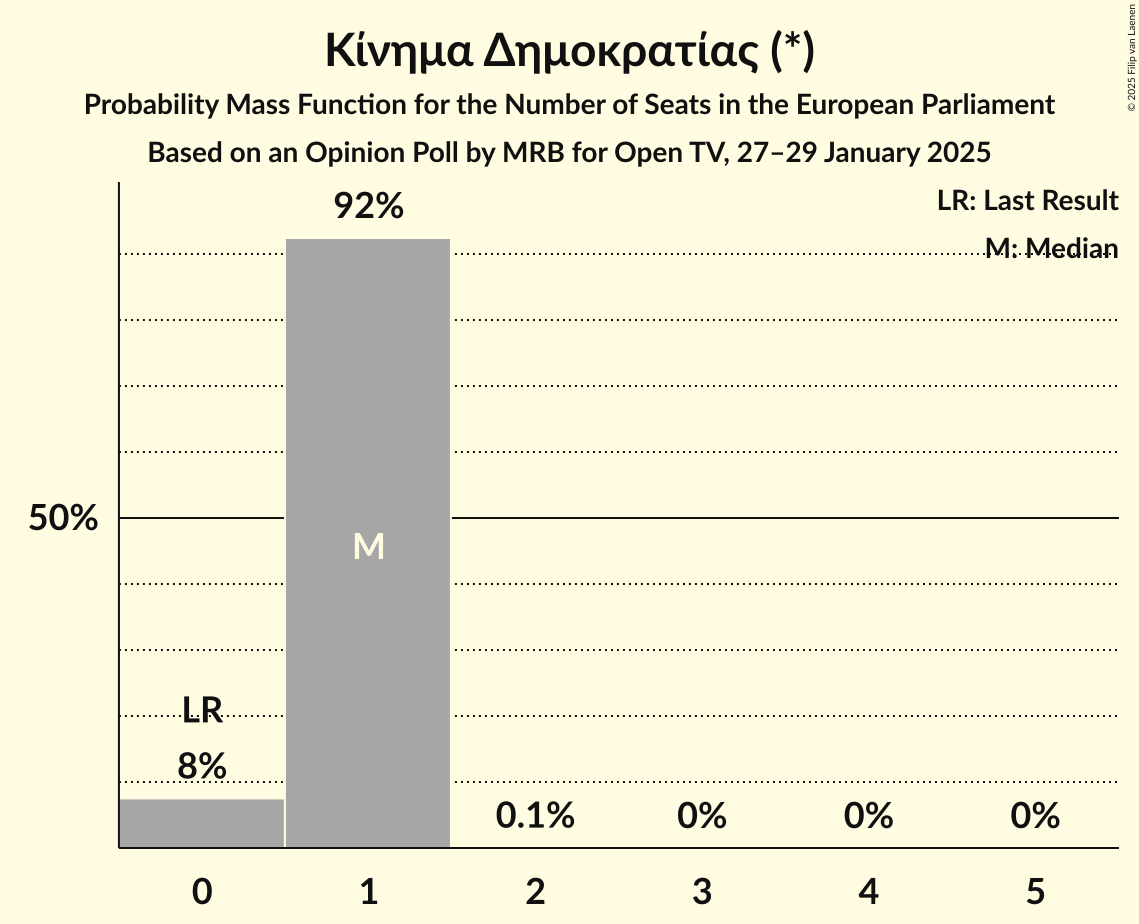 Κίνημα Δημοκρατίας (*)
Probability Mass Function for the Number of Seats in the European Parliament
Based on an Opinion Poll by MRB for Open TV, 27–29 January 2025
© 2025 Filip van Laenen
LR: Last Result
M: Median
92%
50%
M
LR
8%
0.1%
0%
0%
0%
0
1
2
3
4
5